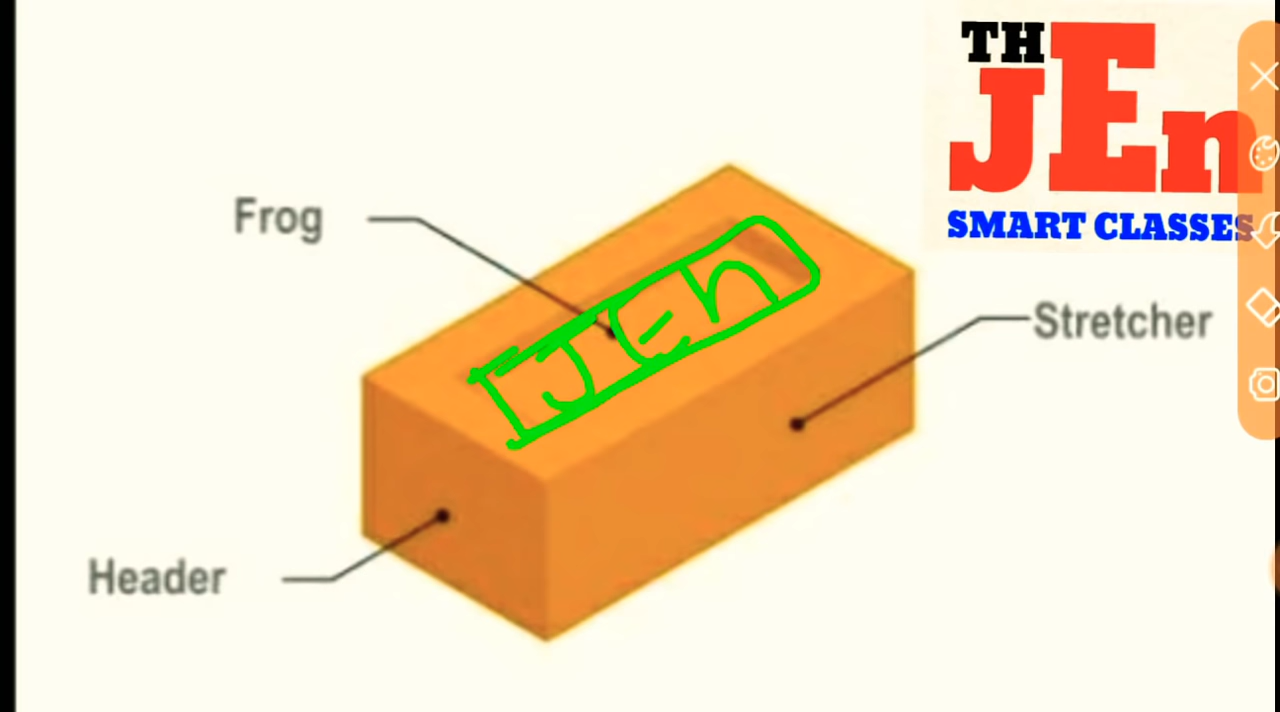 TH
JEn
SMART CLASSES
Frog
JEn
Stretcher
Header